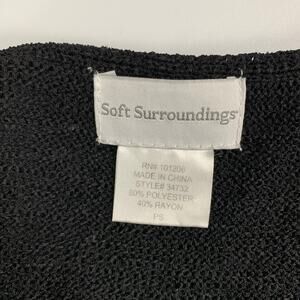 Soft Surroundings®
RN# 101206
MADE IN CHINA
STYLE# 34732
60% POLYESTER
40% RAYON
PS